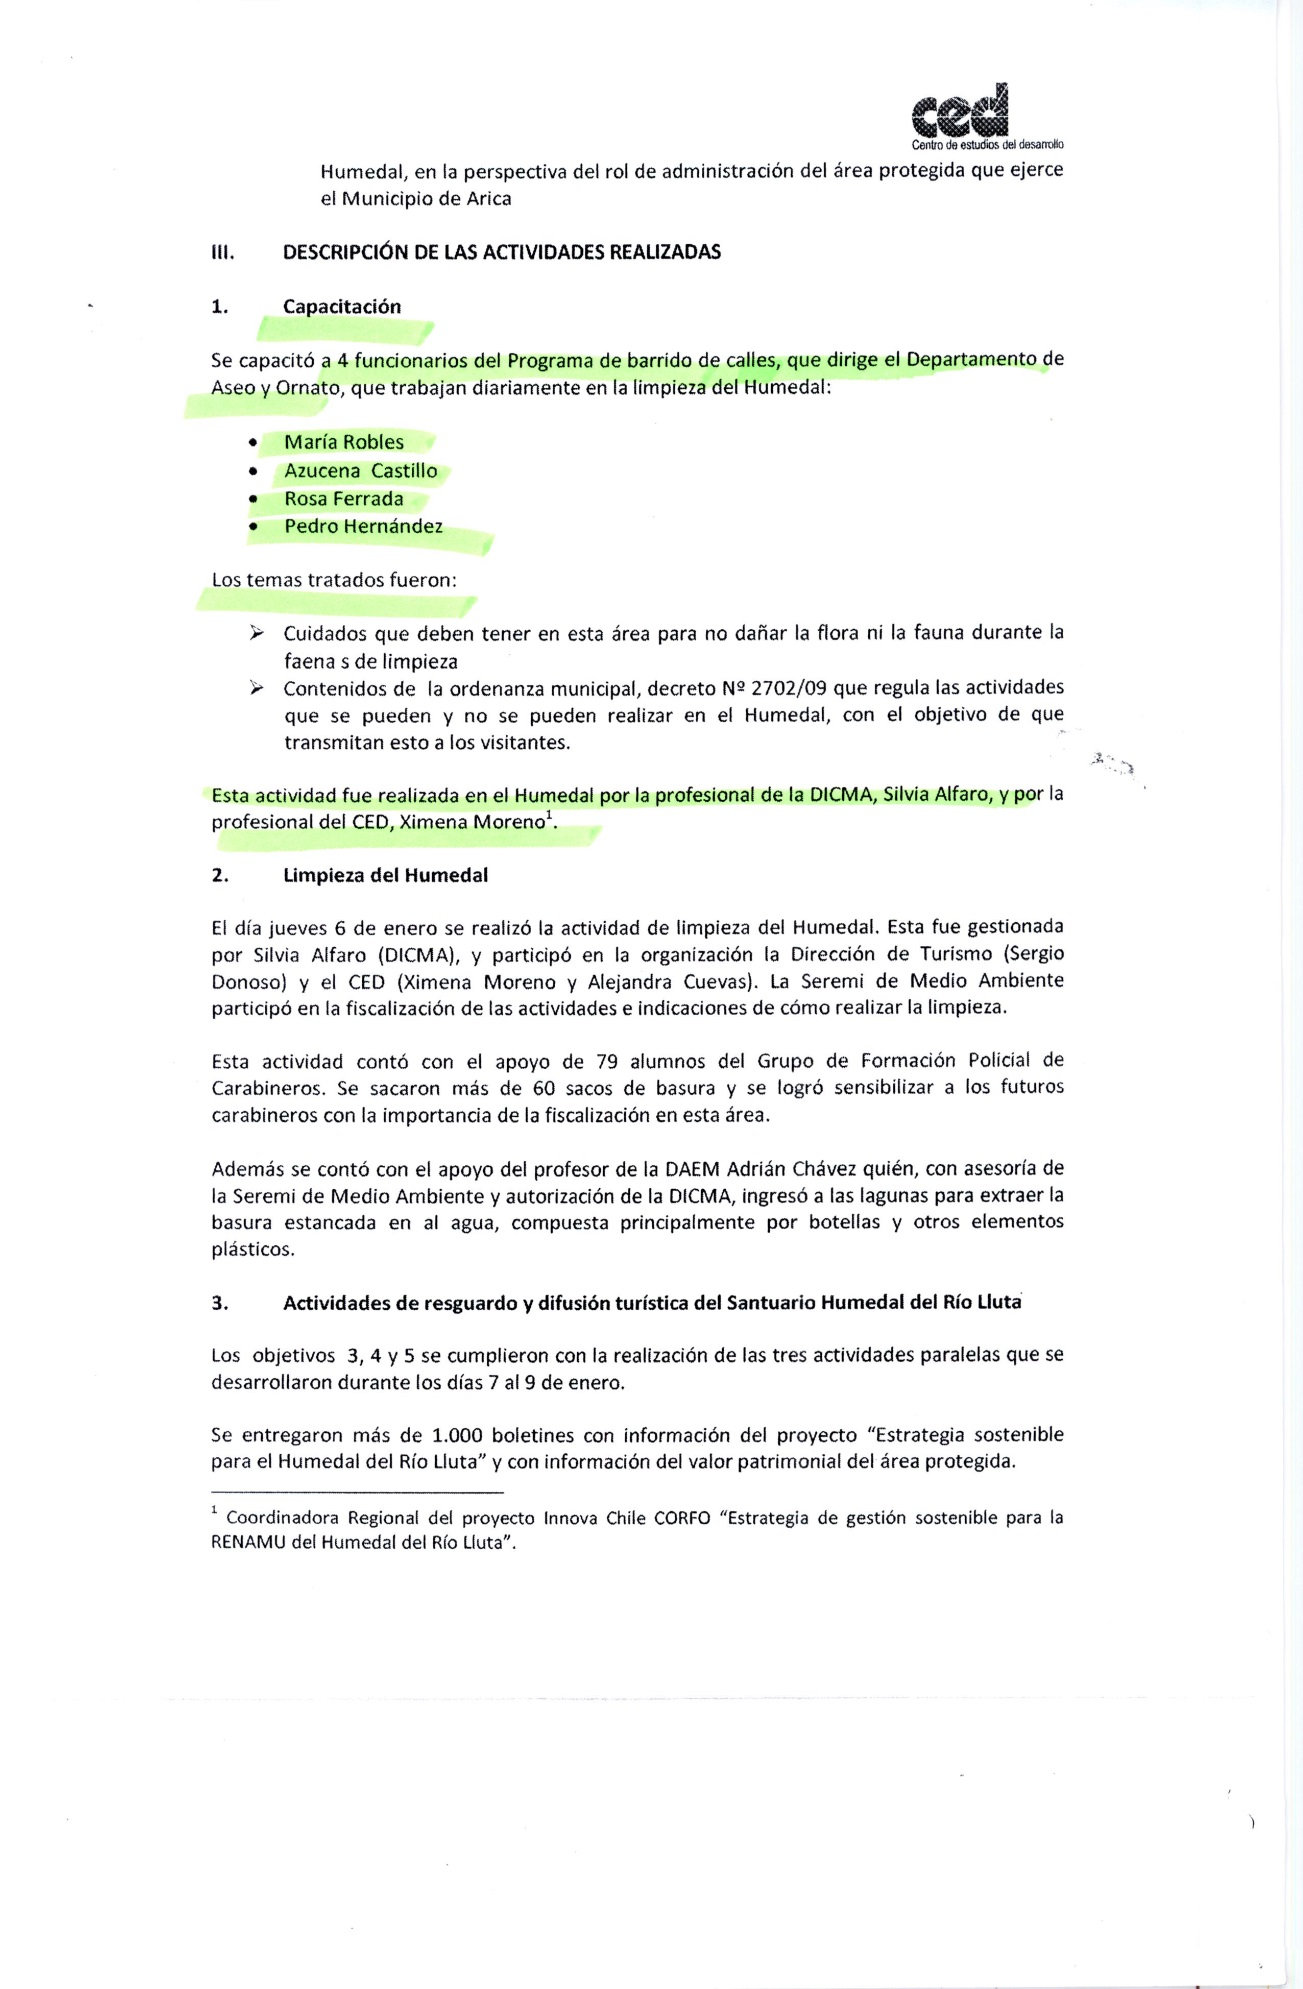 ced
Centro de estudios del desarrollo
Humedal, en la perspectiva del rol de administración del área protegida que ejerce
el Municipio de Arica
III. DESCRIPCIÓN DE LAS ACTIVIDADES REALIZADAS
1. Capacitación
Se capacitó a 4 funcionarios del Programa de barrido de calles, que dirige el Departamento de
Aseo y Ornato, que trabajan diariamente en la limpieza del Humedal:
• María Robles
• Azucena Castillo
• Rosa Ferrada
• Pedro Hernández
Los temas tratados fueron:
➢ Cuidados que deben tener en esta área para no dañar la flora ni la fauna durante la
faena s de limpieza
➢ Contenidos de la ordenanza municipal, decreto Nº 2702/09 que regula las actividades
que se pueden y no se pueden realizar en el Humedal, con el objetivo de que
transmitan esto a los visitantes.
Esta actividad fue realizada en el Humedal por la profesional de la DICMA, Silvia Alfaro, y por la
profesional del CED, Ximena Moreno¹.
2. Limpieza del Humedal
El día jueves 6 de enero se realizó la actividad de limpieza del Humedal. Esta fue gestionada
por Silvia Alfaro (DICMA), y participó en la organización la Dirección de Turismo (Sergio
Donoso) y el CED (Ximena Moreno y Alejandra Cuevas). La Seremi de Medio Ambiente
participó en la fiscalización de las actividades e indicaciones de cómo realizar la limpieza.
Esta actividad contó con el apoyo de 79 alumnos del Grupo de Formación Policial de
Carabineros. Se sacaron más de 60 sacos de basura y se logró sensibilizar a los futuros
carabineros con la importancia de la fiscalización en esta área.
Además se contó con el apoyo del profesor de la DAEM Adrián Chávez quién, con asesoría de
la Seremi de Medio Ambiente y autorización de la DICMA, ingresó a las lagunas para extraer la
basura estancada en al agua, compuesta principalmente por botellas y otros elementos
plásticos.
3. Actividades de resguardo y difusión turística del Santuario Humedal del Río Lluta
Los objetivos 3, 4 y 5 se cumplieron con la realización de las tres actividades paralelas que se
desarrollaron durante los días 7 al 9 de enero.
Se entregaron más de 1.000 boletines con información del proyecto “Estrategia sostenible
para el Humedal del Río Lluta” y con información del valor patrimonial del área protegida.
¹ Coordinadora Regional del proyecto Innova Chile CORFO “Estrategia de gestión sostenible para la
RENAMU del Humedal del Río Lluta”.